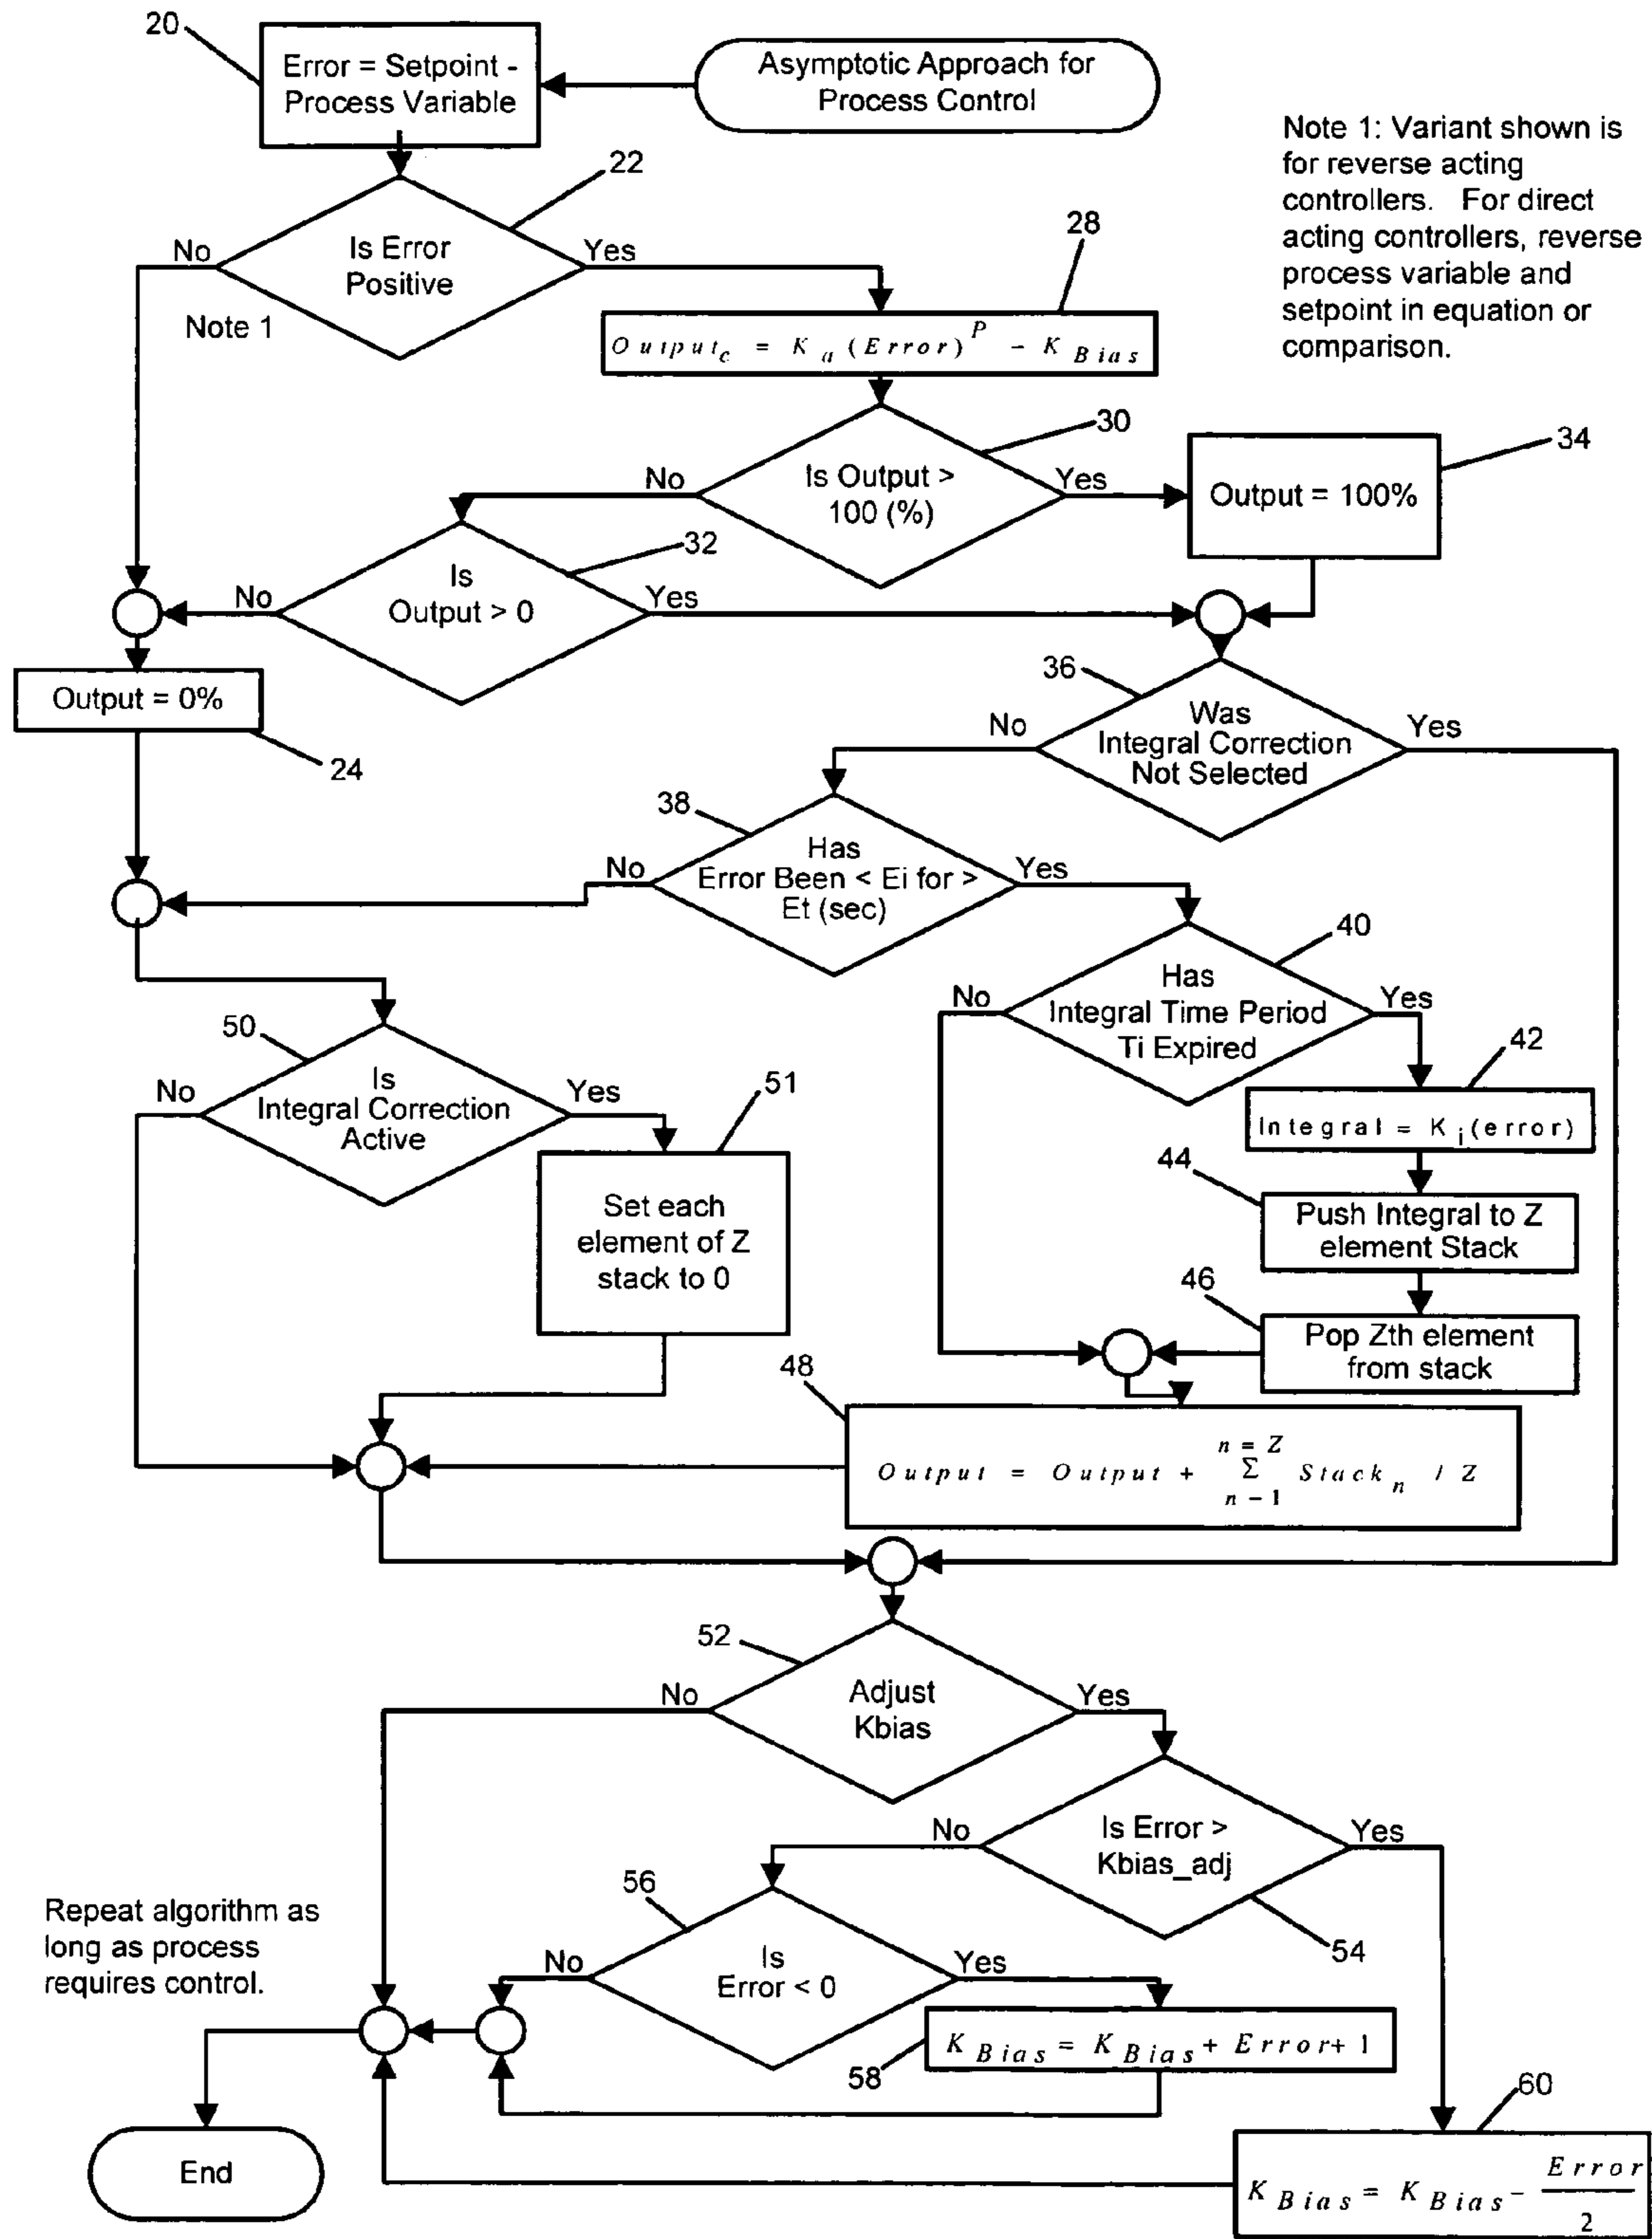 20
Error = Setpoint -
Process Variable
Asymptotic Approach for
Process Control
Note 1: Variant shown is
for reverse acting
controllers. For direct
acting controllers, reverse
process variable and
setpoint in equation or
comparison.
22
No
Is Error
Positive
Yes
Note 1
28
Output_c = K_a (Error)^P - K_Bias
30
No
Is Output >
100 (%)
Yes
34
Output = 100%
32
No
Is
Output > 0
Yes
Output = 0%
24
36
No
Was
Integral Correction
Not Selected
Yes
38
No
Has
Error Been < Ei for >
Et (sec)
Yes
40
No
Has
Integral Time Period
Ti Expired
Yes
42
Integral = K_i(error)
44
Push Integral to Z
element Stack
46
Pop Zth element
from stack
50
No
Is
Integral Correction
Active
Yes
51
Set each
element of Z
stack to 0
48
n = Z
Output = Output + Σ Stack_n / Z
n - 1
52
No
Adjust
Kbias
Yes
No
Is Error >
Kbias_adj
Yes
54
56
No
Is
Error < 0
Yes
58
K_Bias = K_Bias + Error + 1
Repeat algorithm as
long as process
requires control.
60
K_Bias = K_Bias - Error
2
End